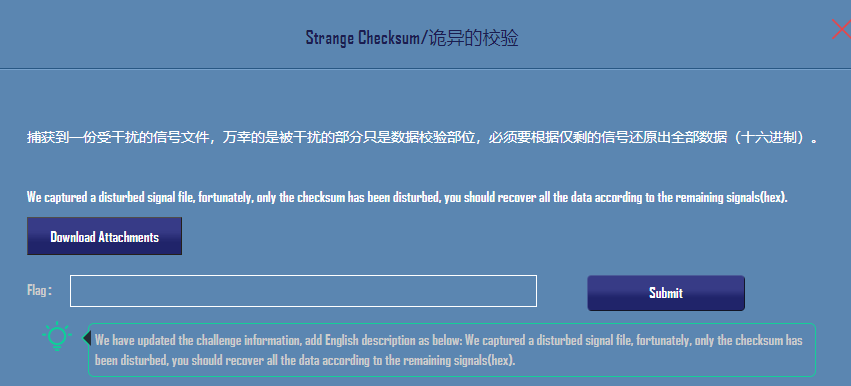 Strange Checksum/诡异的校验
捕获到一份受干扰的信号文件，万幸的是被干扰的部分只是数据校验部位，必须要根据仅剩的信号还原出全部数据（十六进制）。
We captured a disturbed signal file, fortunately, only the checksum has been disturbed, you should recover all the data according to the remaining signals(hex).
Download Attachments
Flag : Submit
We have updated the challenge information, add English description as below: We captured a disturbed signal file, fortunately, only the checksum has
been disturbed, you should recover all the data according to the remaining signals(hex).